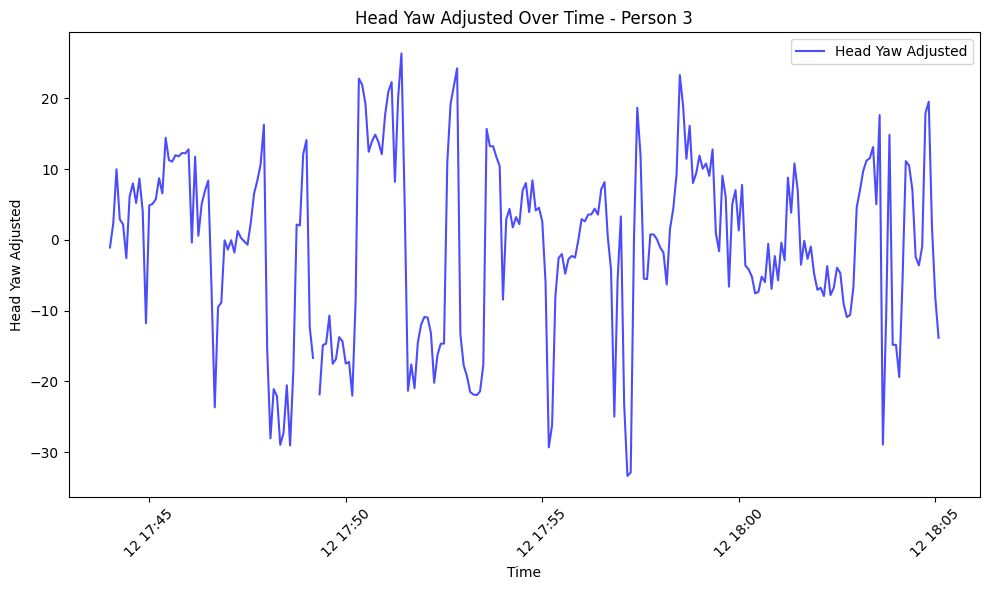 Head Yaw Adjusted Over Time - Person 3
Head Yaw Adjusted
Head Yaw Adjusted
20
10
0
−10
−20
−30
12 17:45
12 17:50
12 17:55
12 18:00
12 18:05
Time